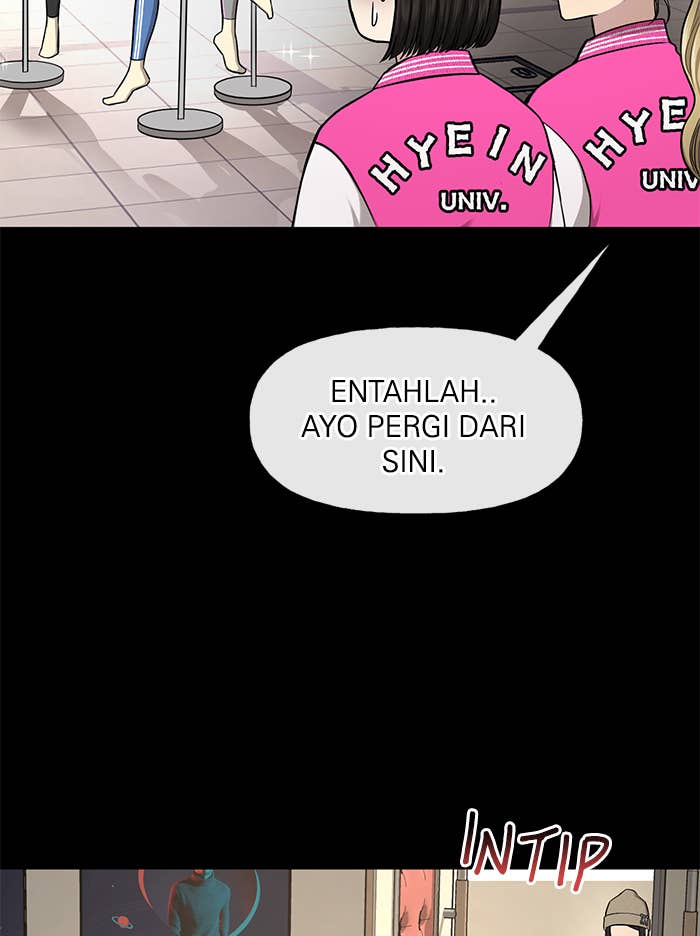 HYEIN
UNIV.
HYE
UNIV
ENTAHLAH..
AYO PERGI DARI
SINI.
INTIP